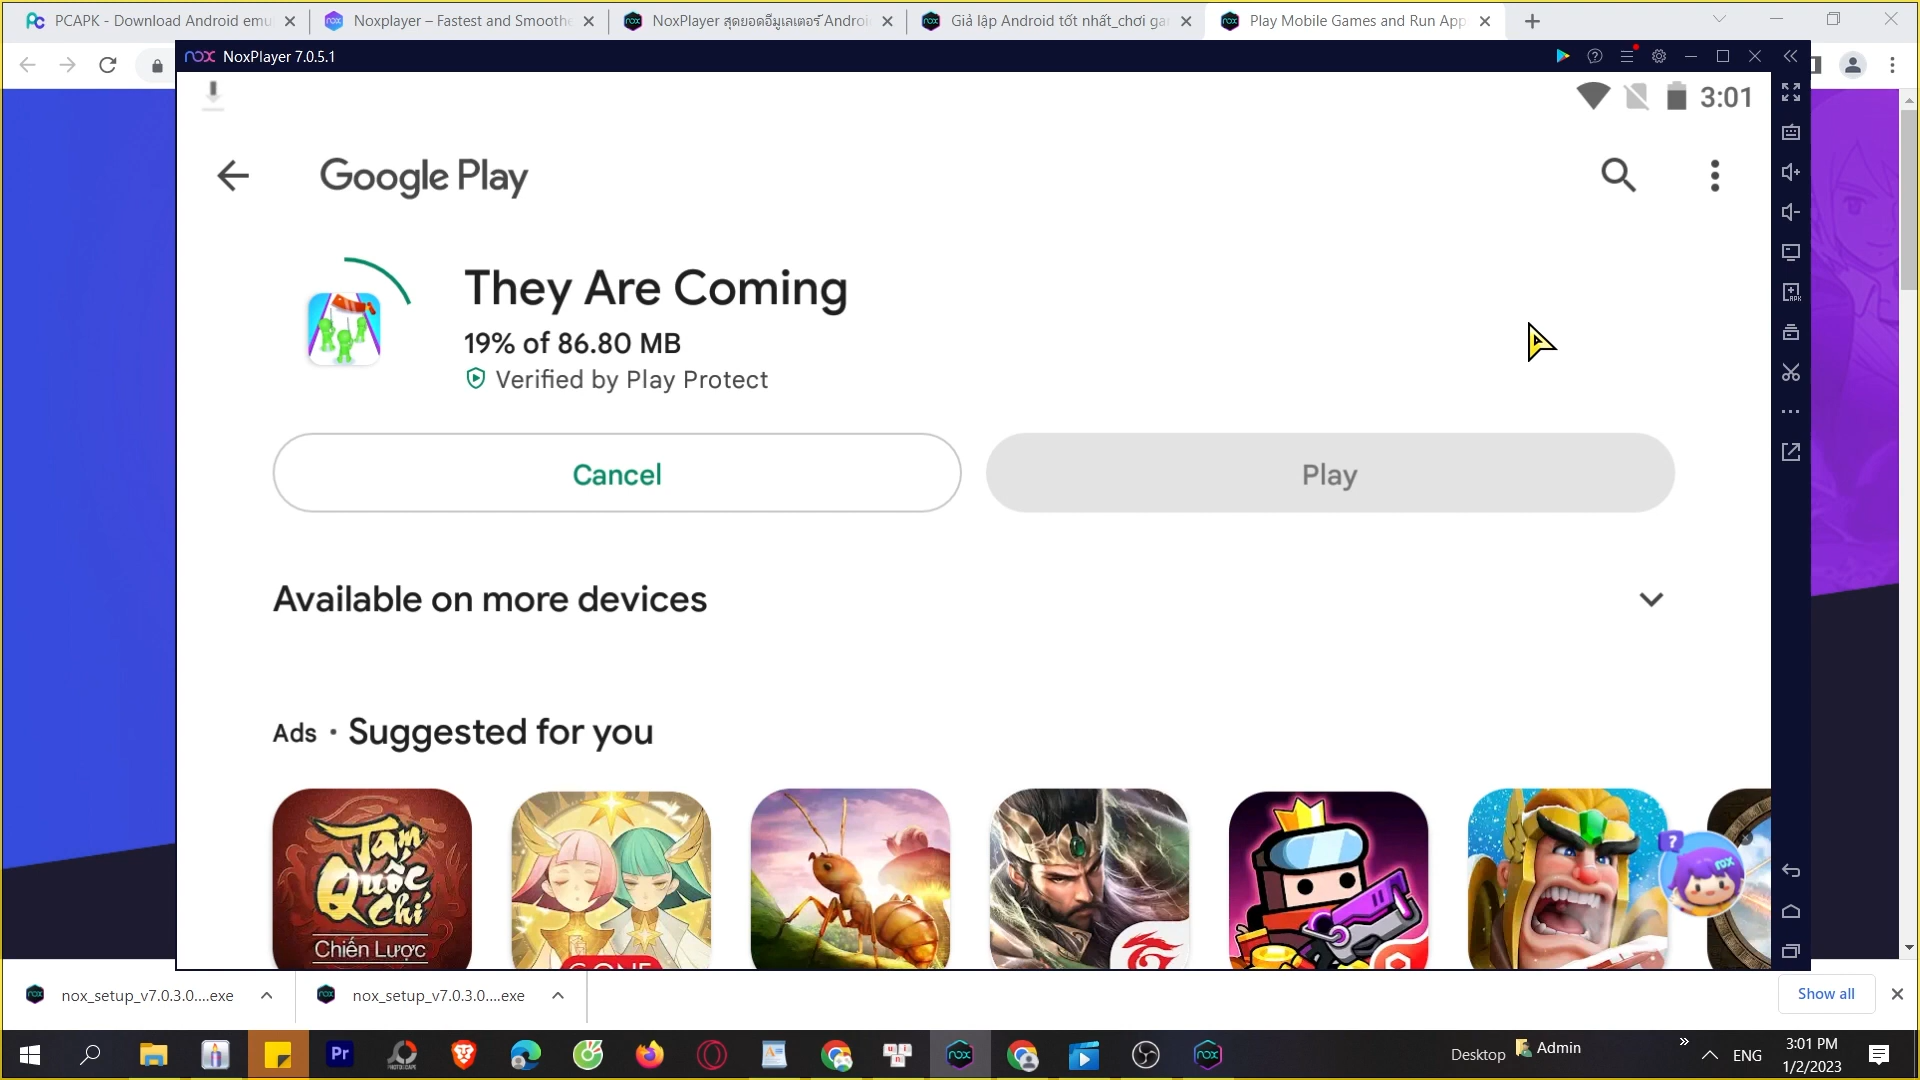 PCAPK - Download Android emu
Noxplayer – Fastest and Smoothe
NoxPlayer สุดยอดอีมูเลเตอร์ Androi
Giả lập Android tốt nhất_chơi ga
Play Mobile Games and Run App
nox NoxPlayer 7.0.5.1
3:01
Google Play
They Are Coming
19% of 86.80 MB
Verified by Play Protect
Cancel
Play
Available on more devices
Ads • Suggested for you
Tam
Quốc
Chí
Chiến Lược
nox_setup_v7.0.3.0....exe
nox_setup_v7.0.3.0....exe
Show all
Desktop
Admin
ENG
3:01 PM
1/2/2023